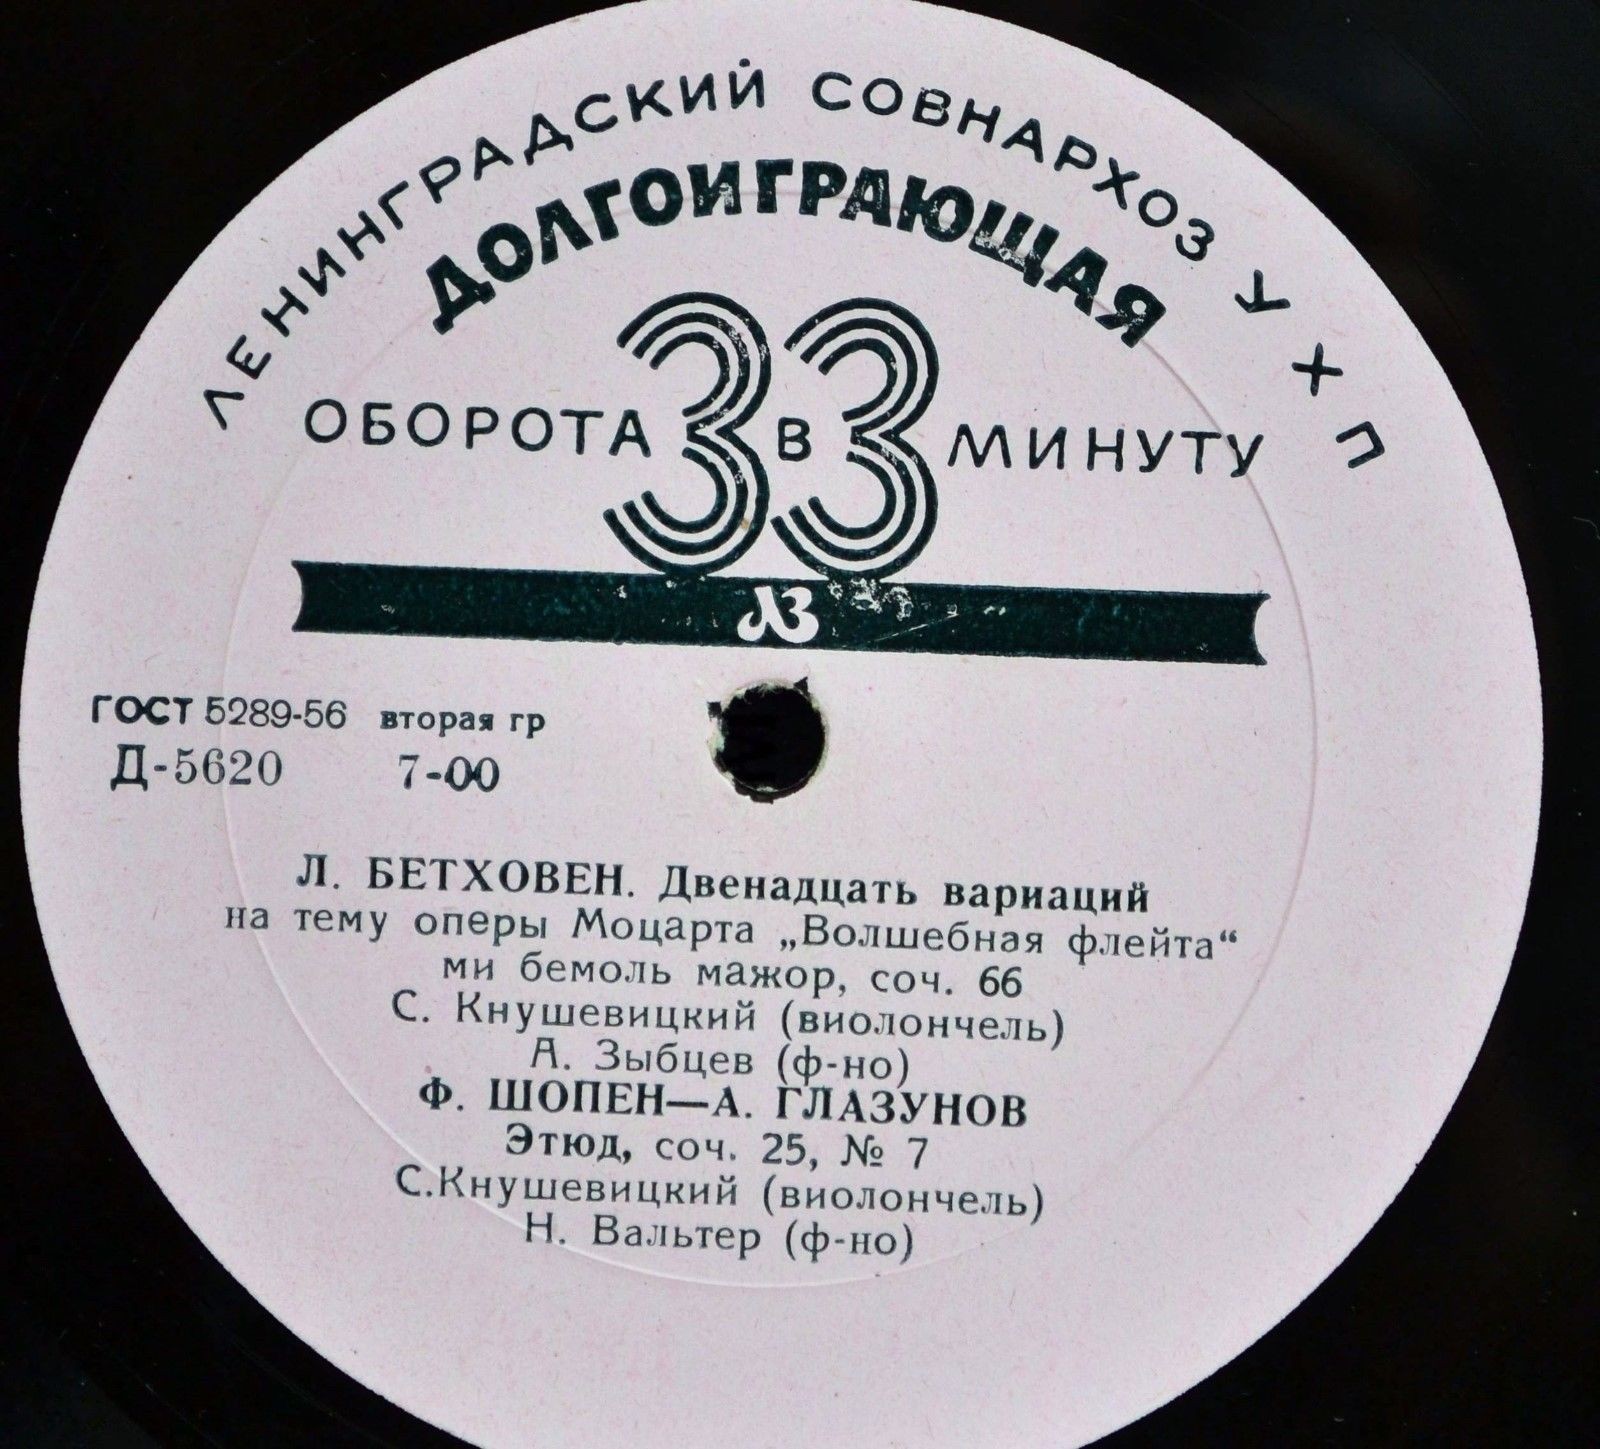 ЛЕНИНГРАДСКИЙ СОВНАРХОЗ УХП
ДОЛГОИГРАЮЩАЯ
33
ОБОРОТА В МИНУТУ
ЛЗ
ГОСТ 5289-56 вторая гр
Д-5620 7-00
Л. БЕТХОВЕН. Двенадцать вариаций
на тему оперы Моцарта „Волшебная флейта“
ми бемоль мажор, соч. 66
С. Кнушевицкий (виолончель)
А. Зыбцев (ф-но)
Ф. ШОПЕН—А. ГЛАЗУНОВ
Этюд, соч. 25, № 7
С.Кнушевицкий (виолончель)
Н. Вальтер (ф-но)